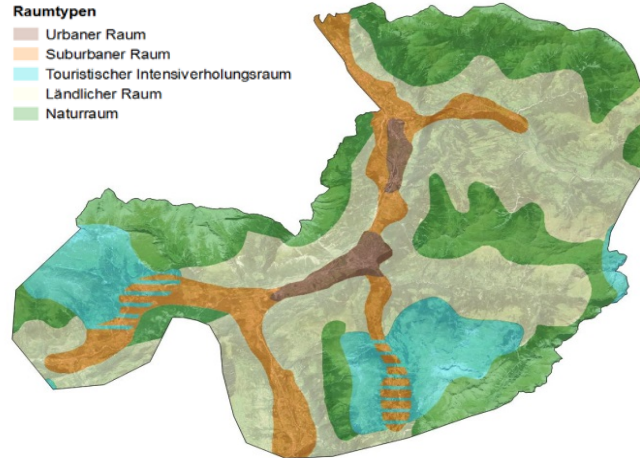 Raumtypen
Urbaner Raum
Suburbaner Raum
Touristischer Intensiverholungsraum
Ländlicher Raum
Naturraum